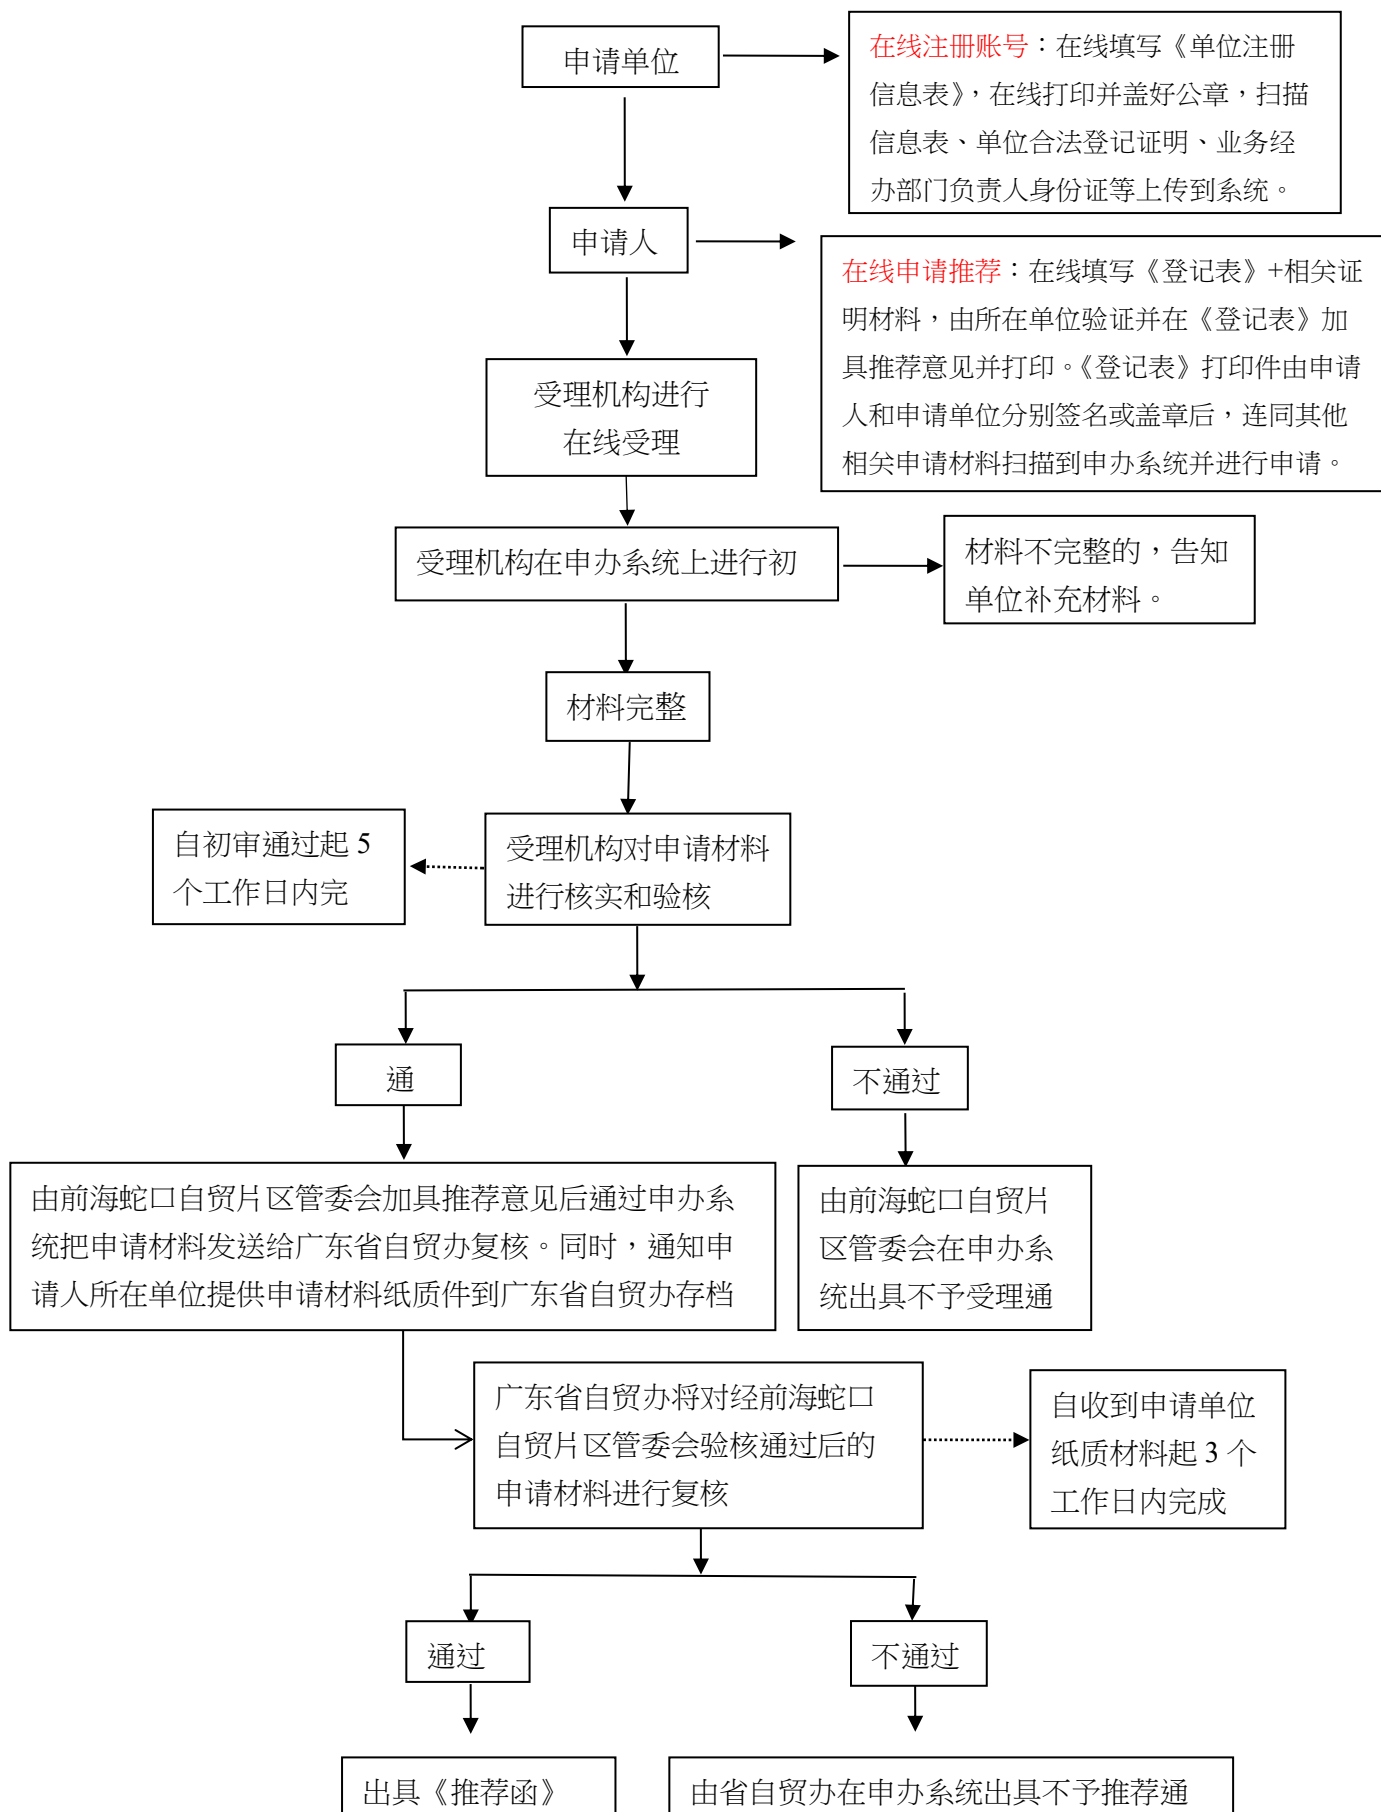 申请单位
在线注册账号：在线填写《单位注册
信息表》，在线打印并盖好公章，扫描
信息表、单位合法登记证明、业务经
办部门负责人身份证等上传到系统。
申请人
在线申请推荐：在线填写《登记表》+相关证
明材料，由所在单位验证并在《登记表》加
具推荐意见并打印。《登记表》打印件由申请
人和申请单位分别签名或盖章后，连同其他
相关申请材料扫描到申办系统并进行申请。
受理机构进行
在线受理
受理机构在申办系统上进行初
材料不完整的，告知
单位补充材料。
材料完整
自初审通过起 5
个工作日内完
受理机构对申请材料
进行核实和验核
通
不通过
由前海蛇口自贸片区管委会加具推荐意见后通过申办系
统把申请材料发送给广东省自贸办复核。同时，通知申
请人所在单位提供申请材料纸质件到广东省自贸办存档
由前海蛇口自贸片
区管委会在申办系
统出具不予受理通
广东省自贸办将对经前海蛇口
自贸片区管委会验核通过后的
申请材料进行复核
自收到申请单位
纸质材料起 3 个
工作日内完成
通过
不通过
出具《推荐函》
由省自贸办在申办系统出具不予推荐通